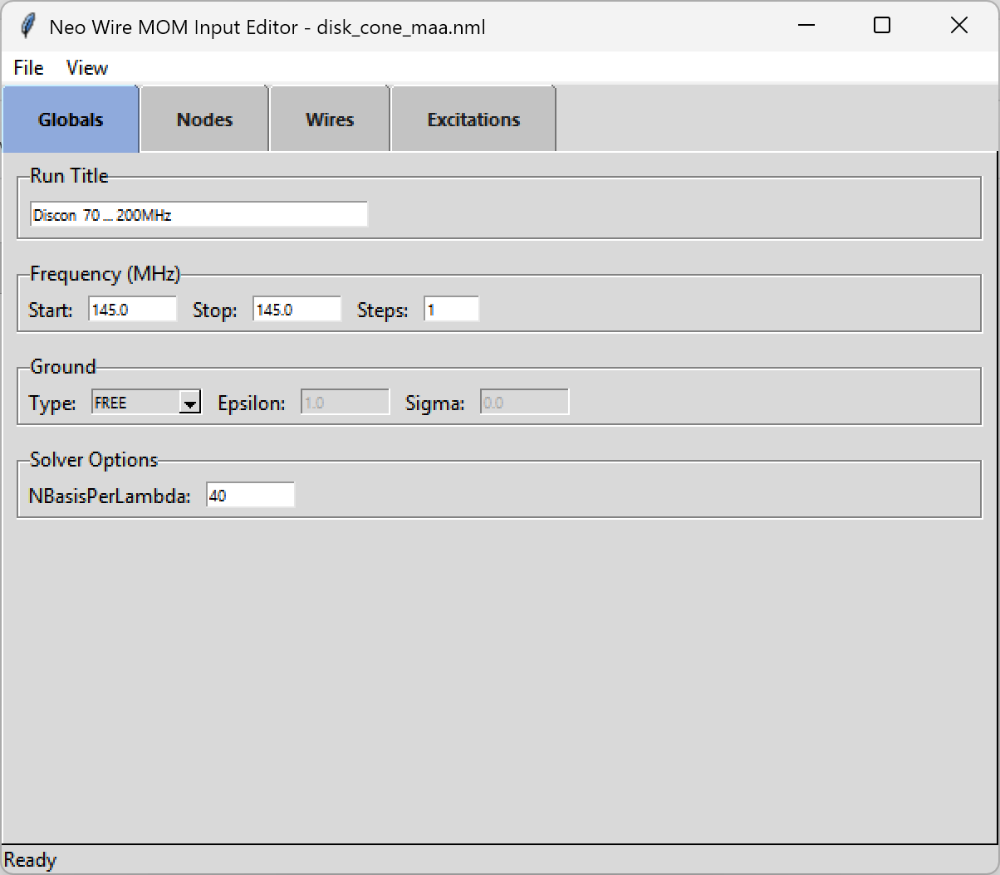 Neo Wire MOM Input Editor - disk_cone_maa.nml
File View
Globals Nodes Wires Excitations
Run Title
Discon 70 ... 200MHz
Frequency (MHz)
Start: 145.0 Stop: 145.0 Steps: 1
Ground
Type: FREE Epsilon: 1.0 Sigma: 0.0
Solver Options
NBasisPerLambda: 40
Ready